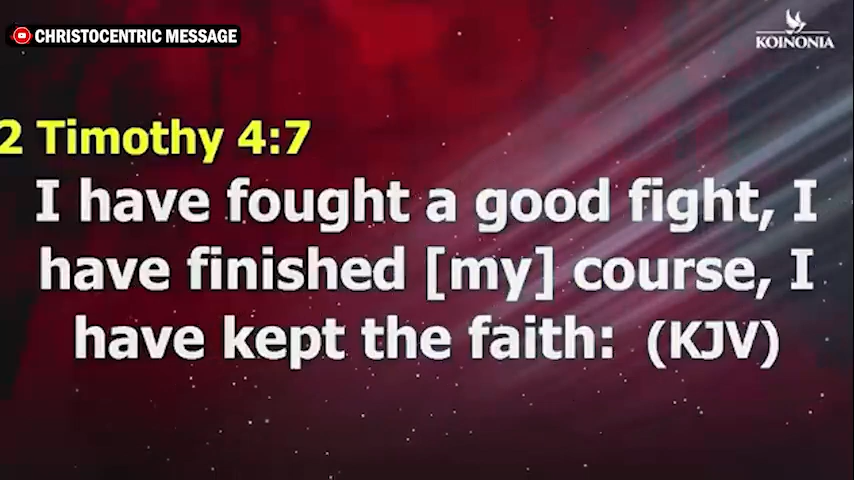 CHRISTOCENTRIC MESSAGE
KOINONIA
2 Timothy 4:7
I have fought a good fight, I
have finished [my] course, I
have kept the faith: (KJV)